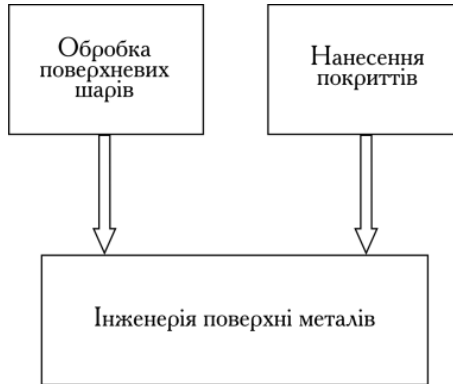 Обробка
поверхневих
шарів
Нанесення
покриттів
Інженерія поверхні металів